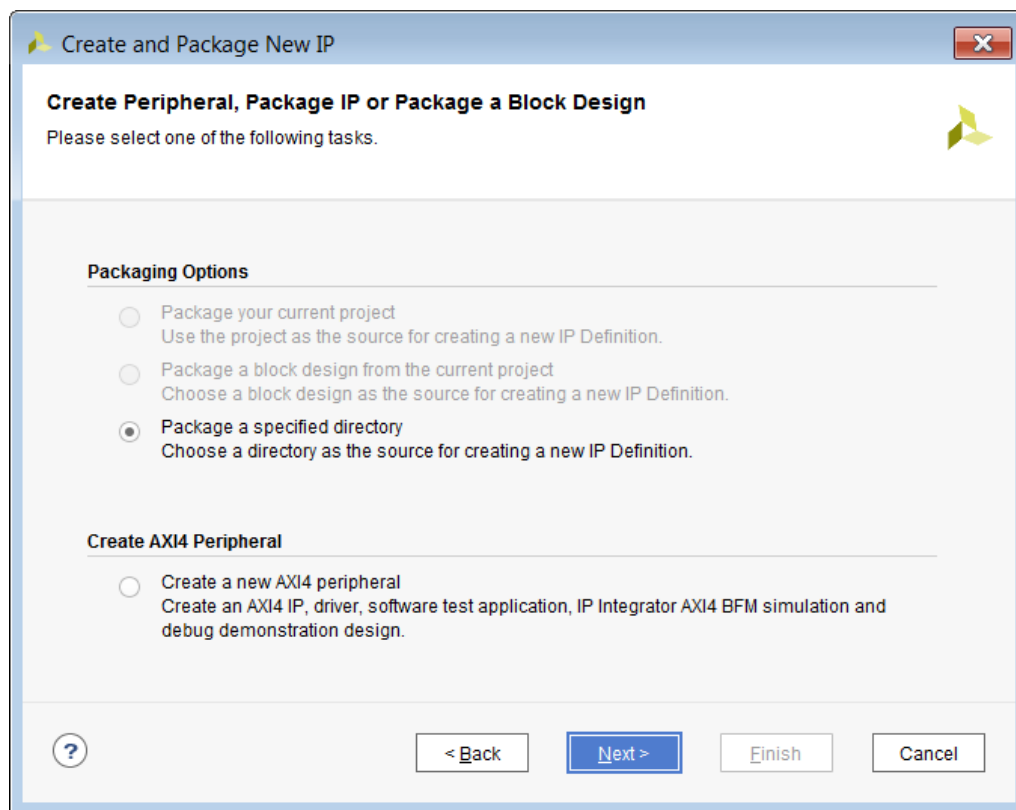 Create and Package New IP
Create Peripheral, Package IP or Package a Block Design
Please select one of the following tasks.
Packaging Options
Package your current project
Use the project as the source for creating a new IP Definition.
Package a block design from the current project
Choose a block design as the source for creating a new IP Definition.
Package a specified directory
Choose a directory as the source for creating a new IP Definition.
Create AXI4 Peripheral
Create a new AXI4 peripheral
Create an AXI4 IP, driver, software test application, IP Integrator AXI4 BFM simulation and
debug demonstration design.
? < Back Next > Finish Cancel